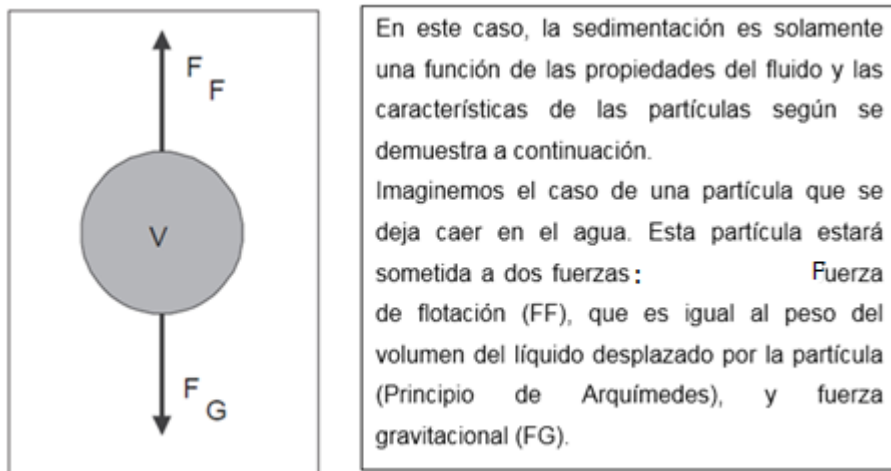 F F
V
F G
En este caso, la sedimentación es solamente
una función de las propiedades del fluido y las
características de las partículas según se
demuestra a continuación.
Imaginemos el caso de una partícula que se
deja caer en el agua. Esta partícula estará
sometida a dos fuerzas: Fuerza
de flotación (FF), que es igual al peso del
volumen del líquido desplazado por la partícula
(Principio de Arquímedes), y fuerza
gravitacional (FG).